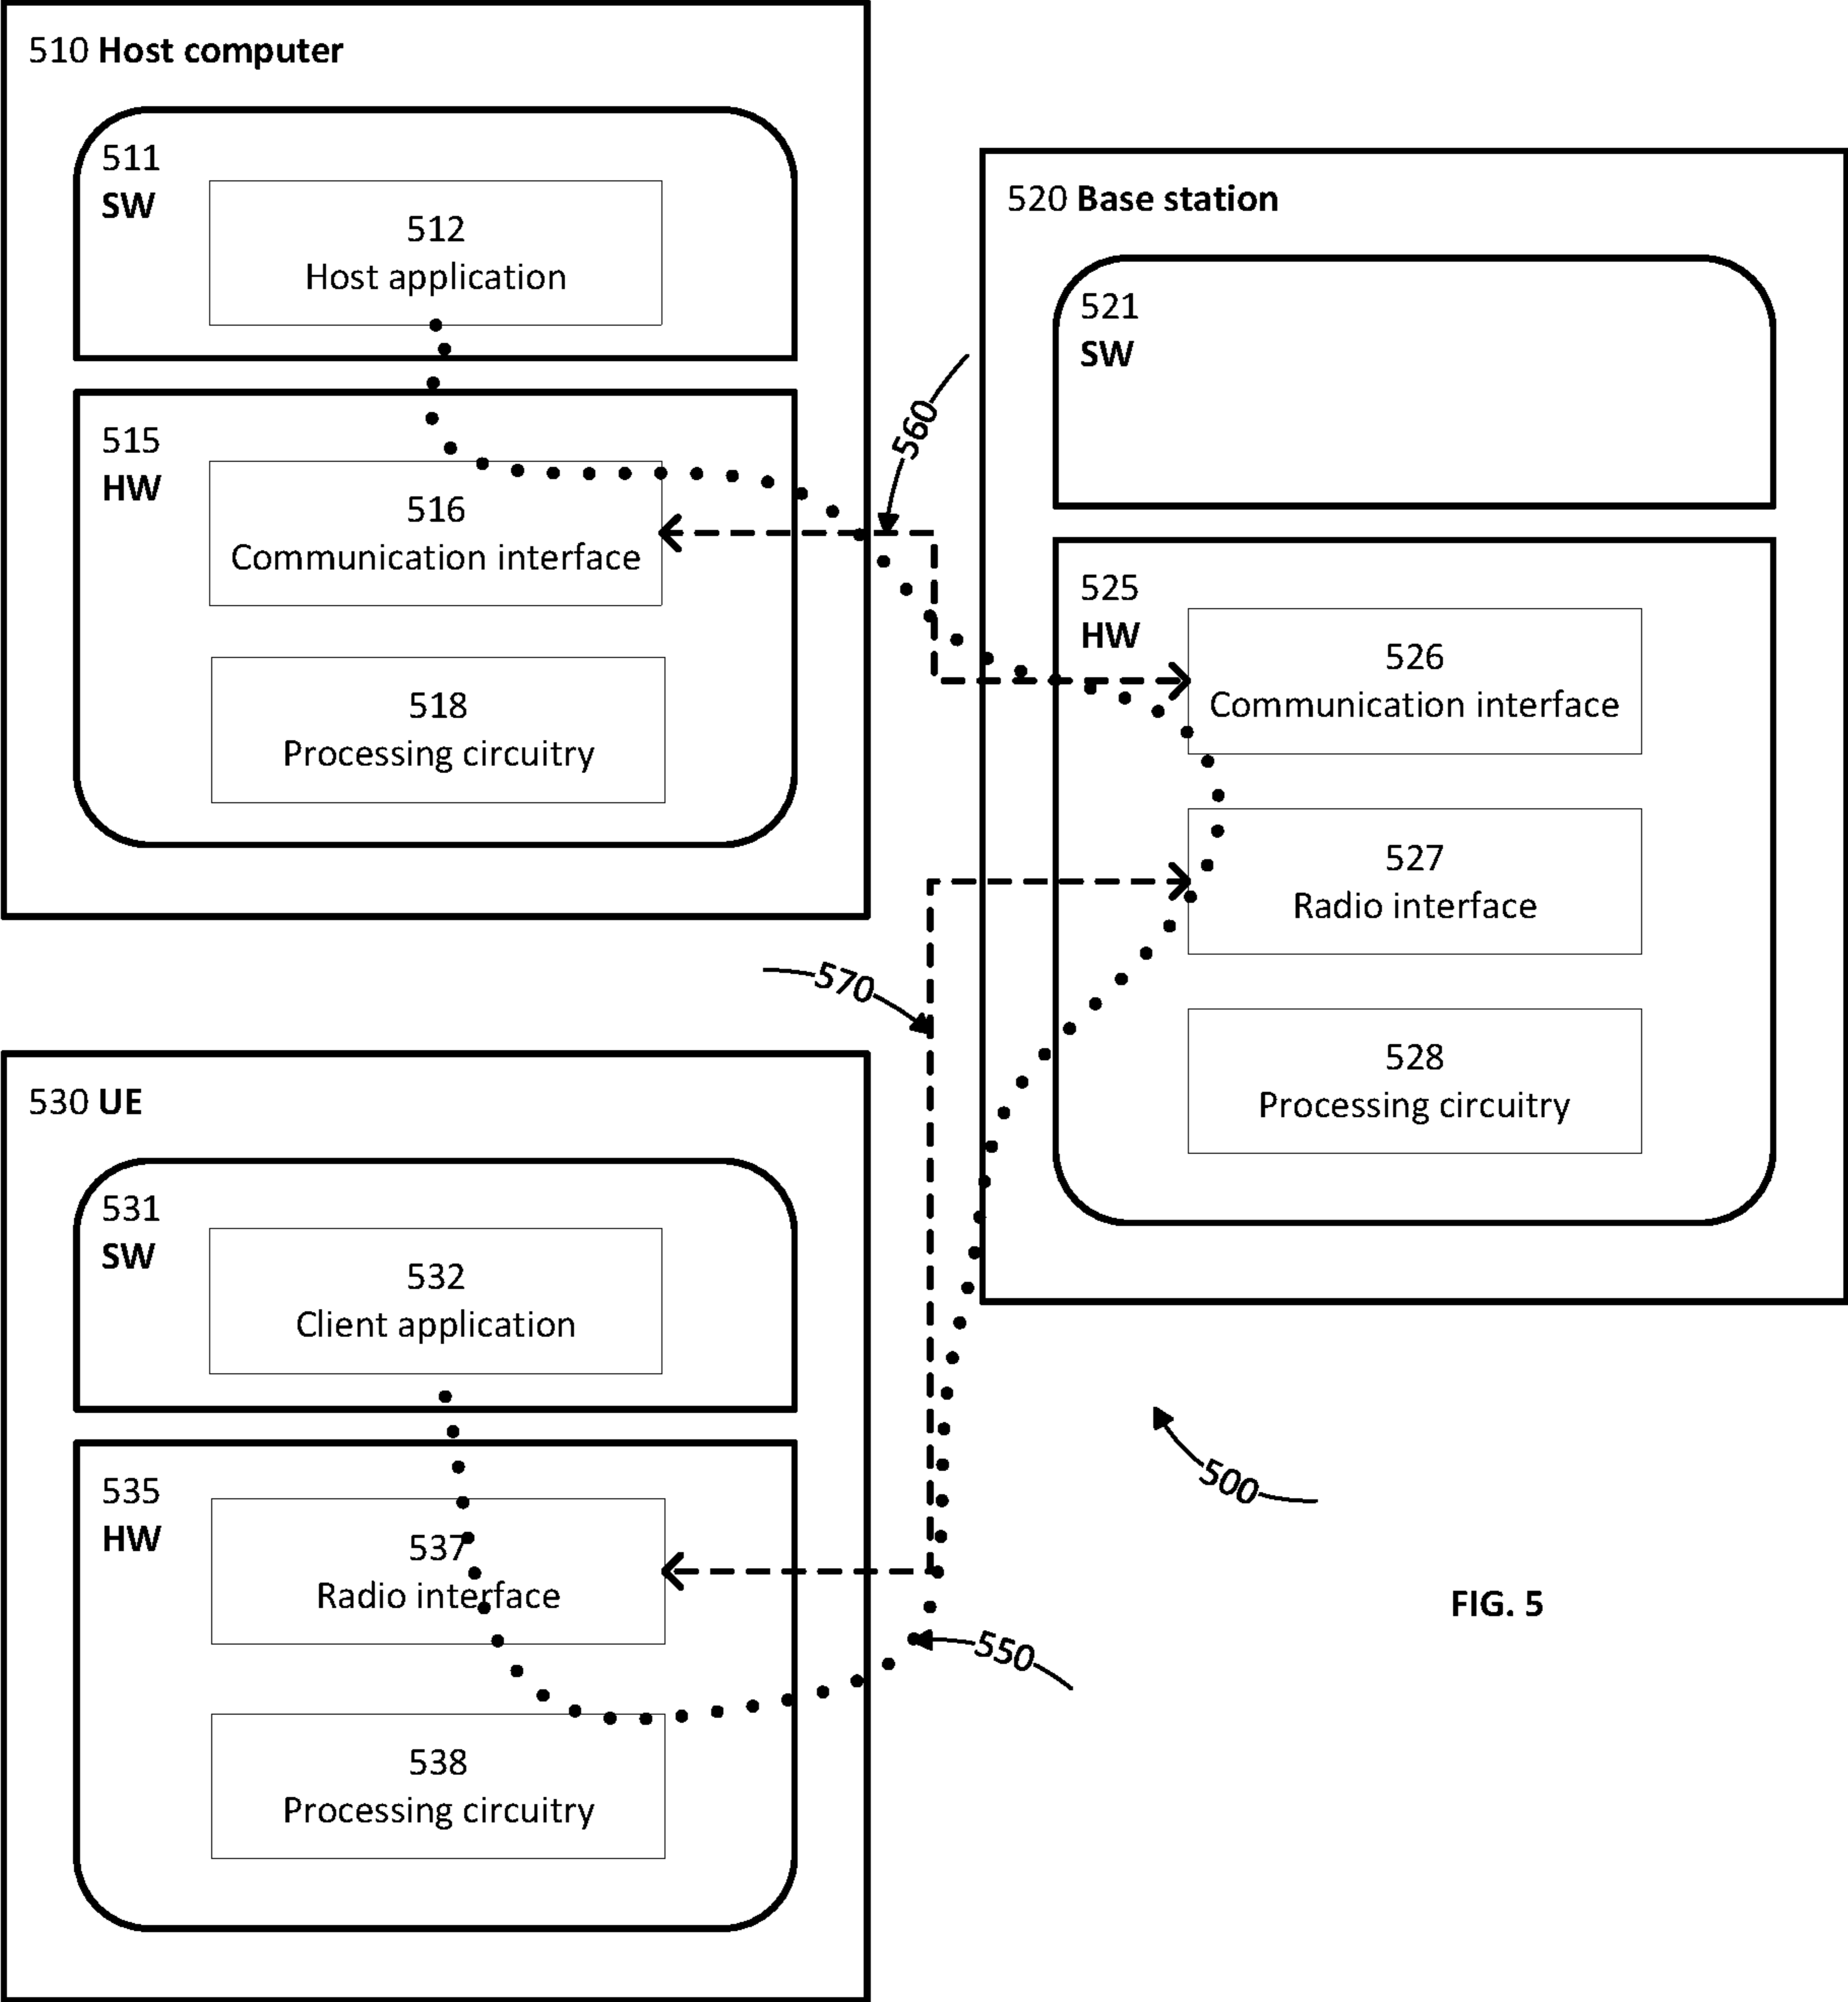 510 Host computer
511
SW
512
Host application
515
HW
516
Communication interface
518
Processing circuitry
560
520 Base station
521
SW
525
HW
526
Communication interface
527
Radio interface
528
Processing circuitry
570
530 UE
531
SW
532
Client application
535
HW
537
Radio interface
538
Processing circuitry
550
500
FIG. 5